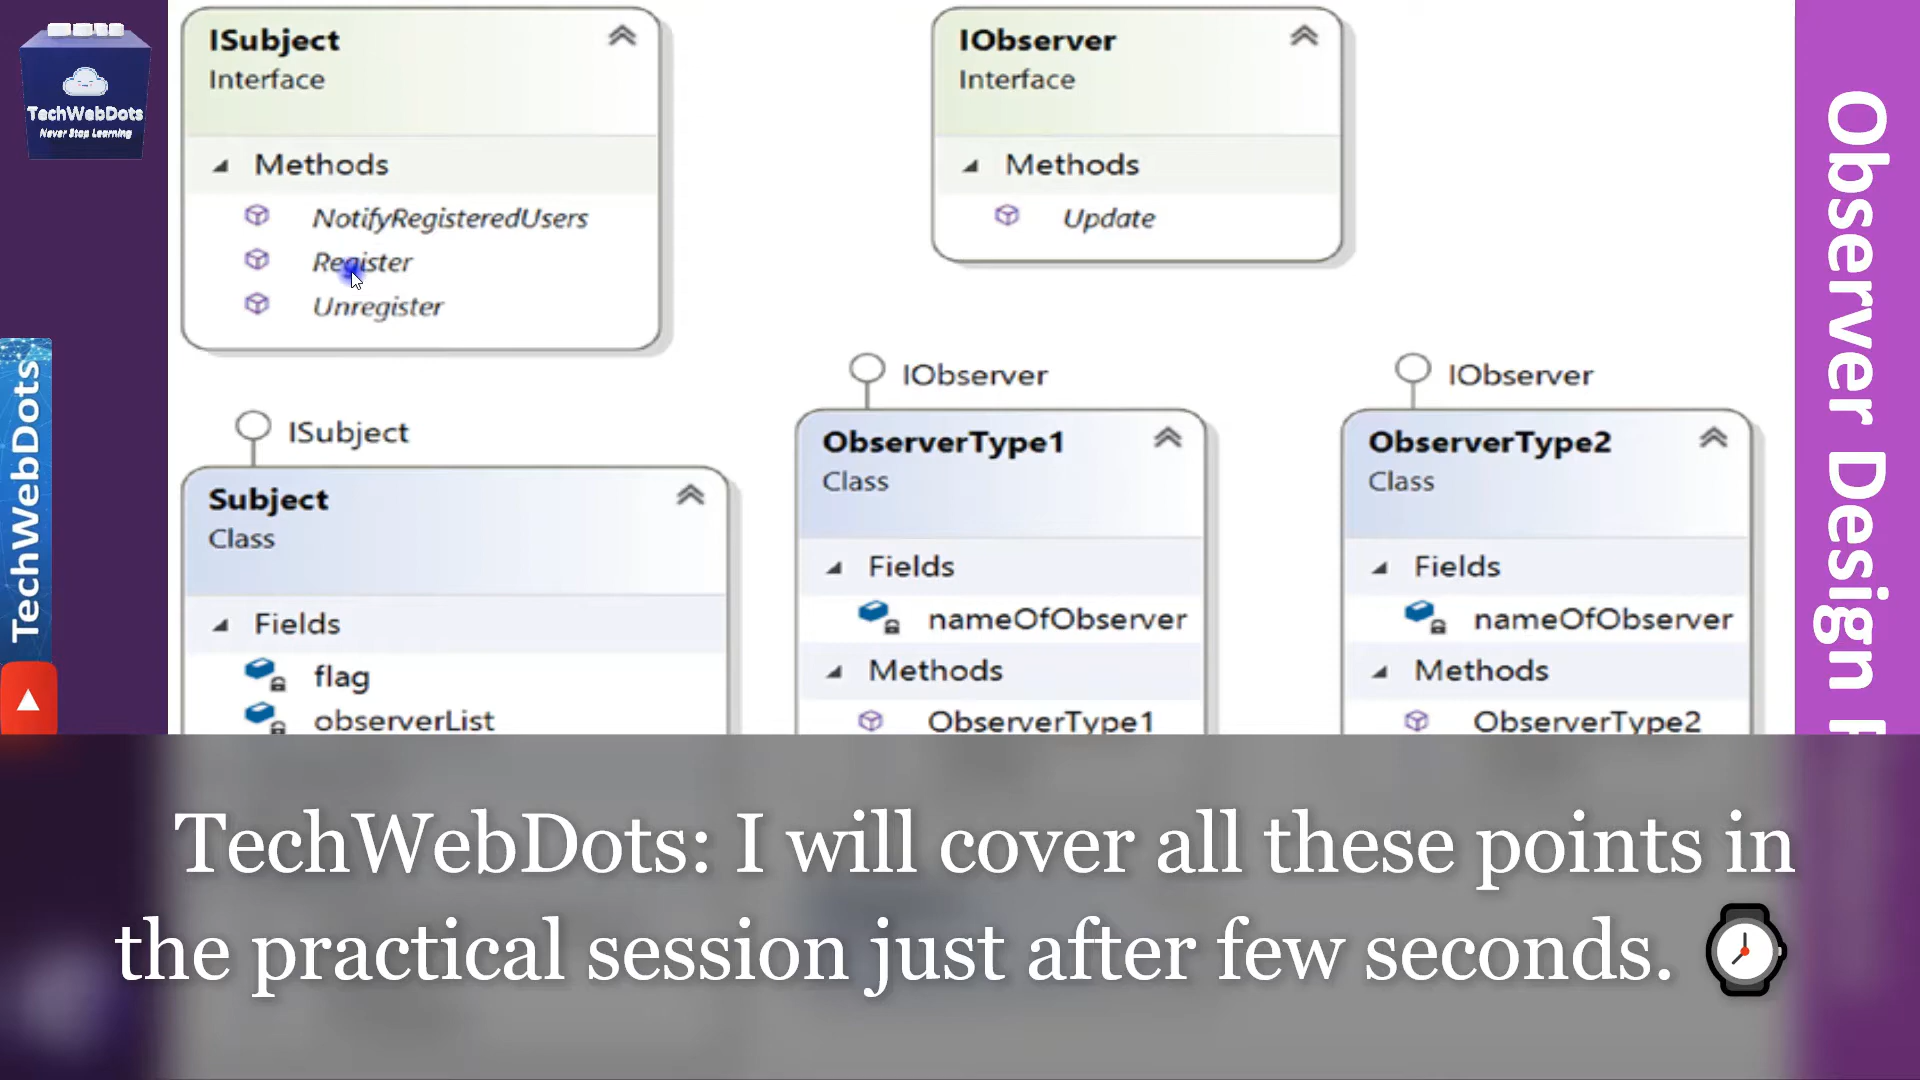 TechWebDots
Never Stop Learning
TechWebDots
ISubject
Interface
Methods
NotifyRegisteredUsers
Register
Unregister
IObserver
Interface
Methods
Update
ISubject
Subject
Class
Fields
flag
observerList
IObserver
ObserverType1
Class
Fields
nameOfObserver
Methods
ObserverType1
IObserver
ObserverType2
Class
Fields
nameOfObserver
Methods
ObserverType2
Observer Design
TechWebDots: I will cover all these points in
the practical session just after few seconds.